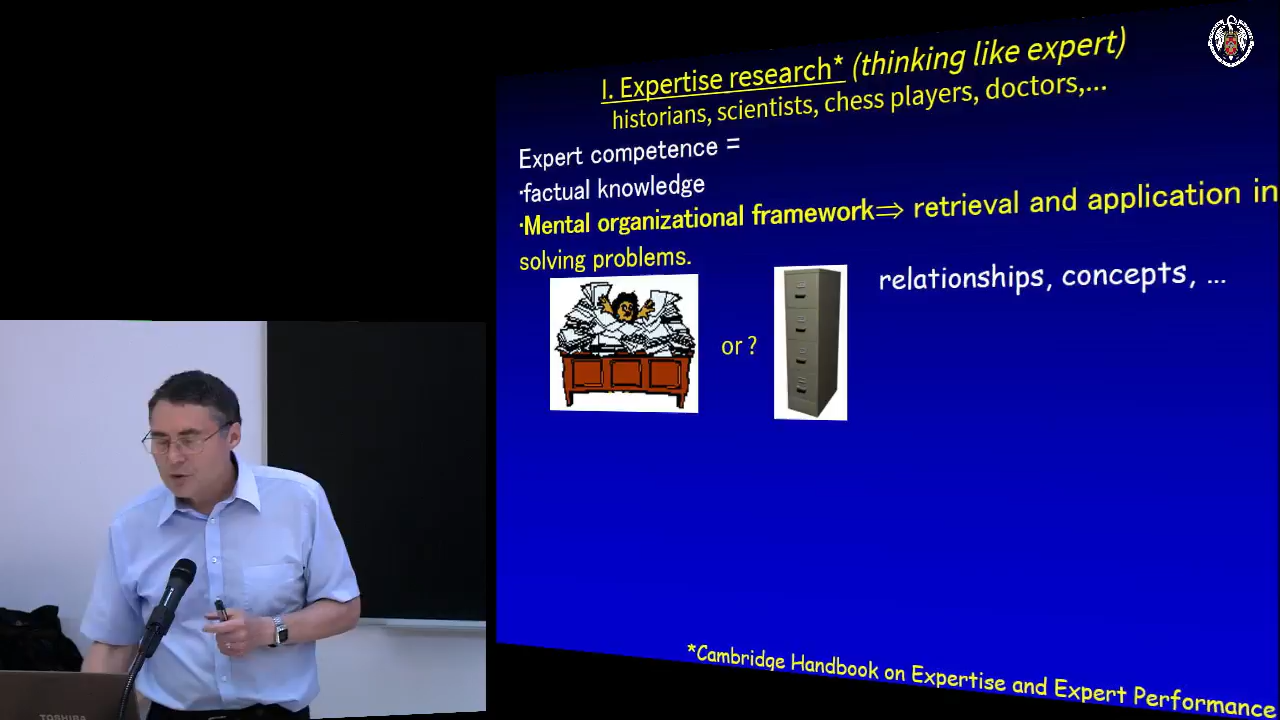 I. Expertise research* (thinking like expert)
historians, scientists, chess players, doctors,...
Expert competence =
·factual knowledge
·Mental organizational framework⇒ retrieval and application in
solving problems.
relationships, concepts, ...
or ?
*Cambridge Handbook on Expertise and Expert Performance
TOSHIBA